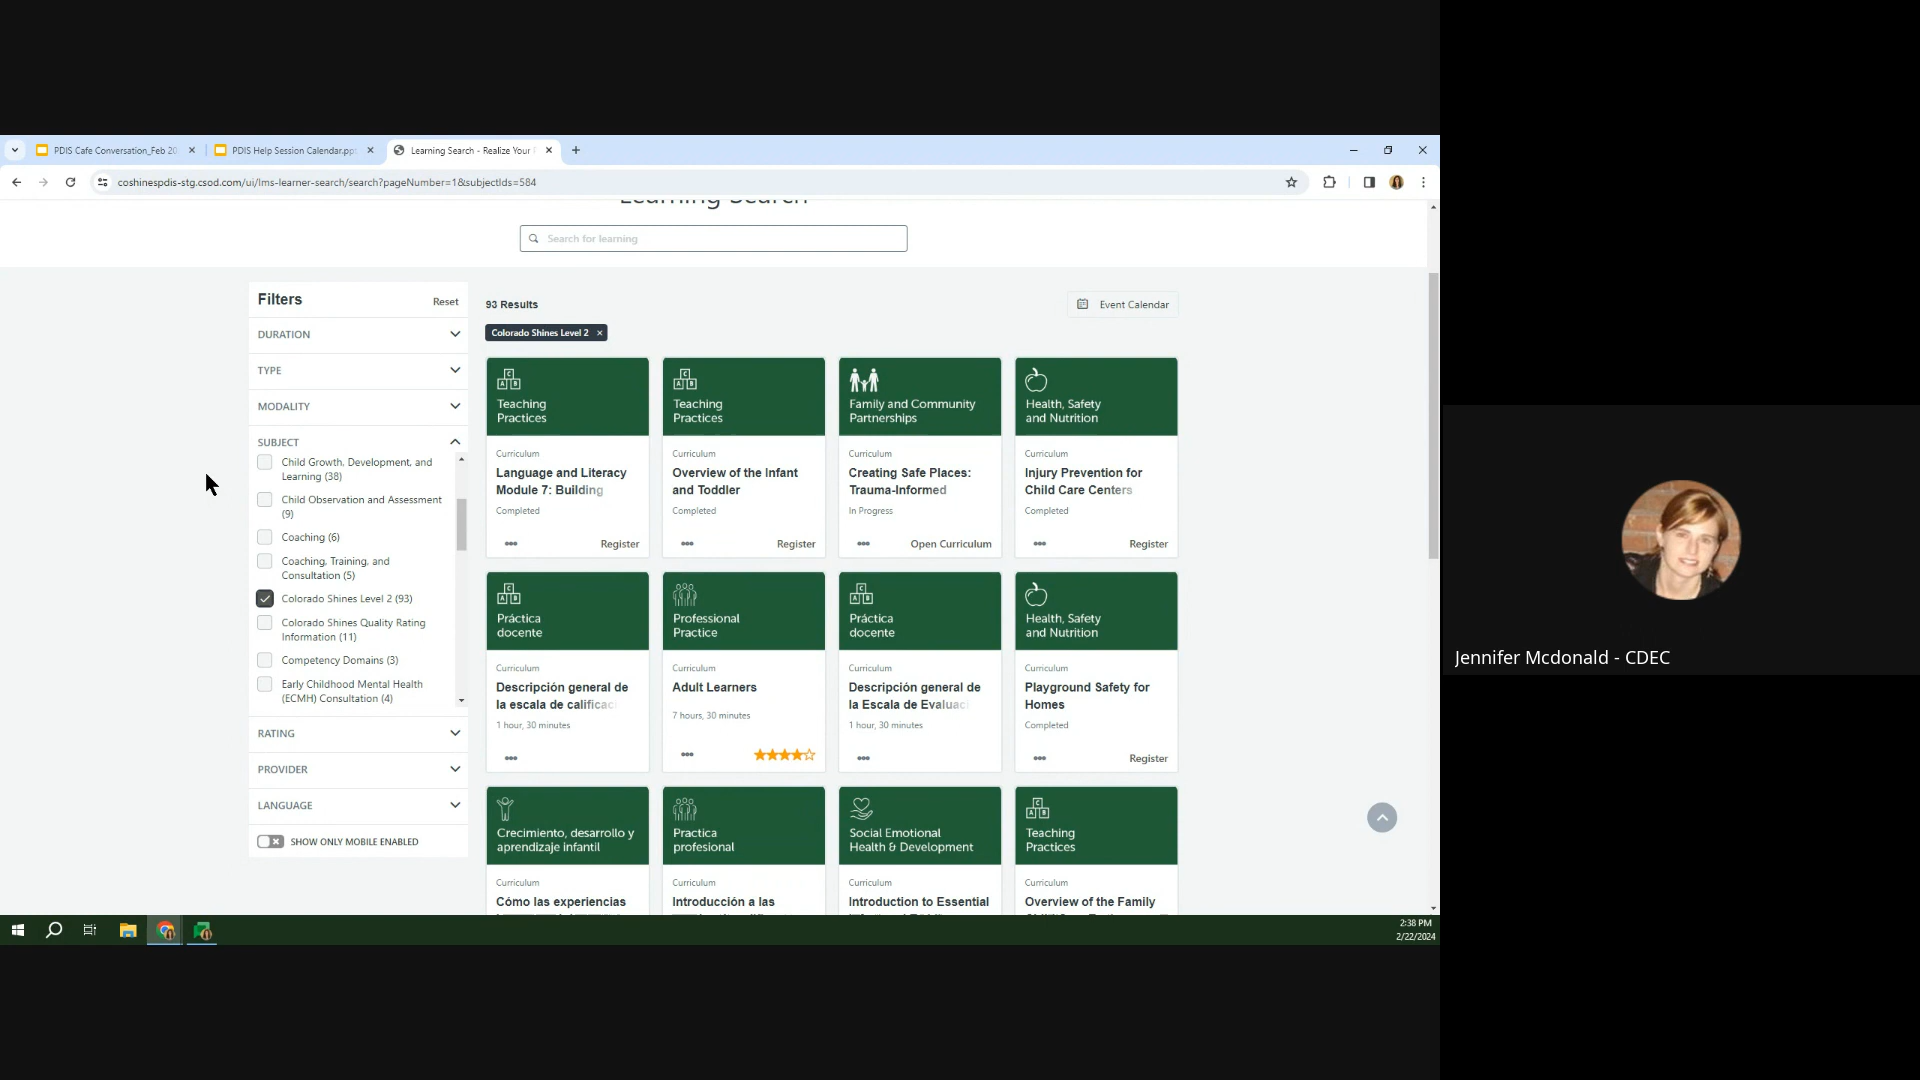 PDIS Cafe Conversation_Feb 20
PDIS Help Session Calendar.ppt
Learning Search - Realize Your
coshinespdis-stg.csod.com/ui/lms-learner-search/search?pageNumber=1&subjectIds=584
Learning Search
Search for learning
Filters
Reset
DURATION
TYPE
MODALITY
SUBJECT
Child Growth, Development, and
Learning (38)
Child Observation and Assessment
(9)
Coaching (6)
Coaching, Training, and
Consultation (5)
Colorado Shines Level 2 (93)
Colorado Shines Quality Rating
Information (11)
Competency Domains (3)
Early Childhood Mental Health
(ECMH) Consultation (4)
RATING
PROVIDER
LANGUAGE
SHOW ONLY MOBILE ENABLED
93 Results
Event Calendar
Colorado Shines Level 2 ×
C
A B
Teaching
Practices
Curriculum
Language and Literacy
Module 7: Building
Completed
Register
C
A B
Teaching
Practices
Curriculum
Overview of the Infant
and Toddler
Completed
Register
Family and Community
Partnerships
Curriculum
Creating Safe Places:
Trauma-Informed
In Progress
Open Curriculum
Health, Safety
and Nutrition
Curriculum
Injury Prevention for
Child Care Centers
Completed
Register
C
A B
Práctica
docente
Curriculum
Descripción general de
la escala de calificac
1 hour, 30 minutes
Professional
Practice
Curriculum
Adult Learners
7 hours, 30 minutes
C
A B
Práctica
docente
Curriculum
Descripción general de
la Escala de Evaluac
1 hour, 30 minutes
Health, Safety
and Nutrition
Curriculum
Playground Safety for
Homes
Completed
Register
Crecimiento, desarrollo y
aprendizaje infantil
Curriculum
Cómo las experiencias
Practica
profesional
Curriculum
Introducción a las
Social Emotional
Health & Development
Curriculum
Introduction to Essential
C
A B
Teaching
Practices
Curriculum
Overview of the Family
2:38 PM
2/22/2024
Jennifer Mcdonald - CDEC